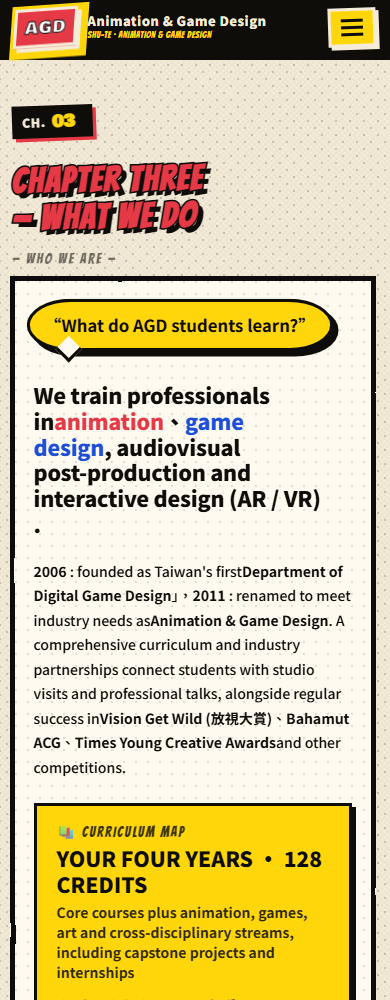 AGD
Animation & Game Design
SHU-TE · ANIMATION & GAME DESIGN
CH. 03
CHAPTER THREE
— WHAT WE DO
— WHO WE ARE —
“What do AGD students learn?”
We train professionals
inanimation、game
design, audiovisual
post-production and
interactive design (AR / VR)
.
2006 : founded as Taiwan's firstDepartment of
Digital Game Design」，2011 : renamed to meet
industry needs asAnimation & Game Design. A
comprehensive curriculum and industry
partnerships connect students with studio
visits and professional talks, alongside regular
success inVision Get Wild (放視大賞)、Bahamut
ACG、Times Young Creative Awardsand other
competitions.
CURRICULUM MAP
YOUR FOUR YEARS ・ 128
CREDITS
Core courses plus animation, games,
art and cross-disciplinary streams,
including capstone projects and
internships